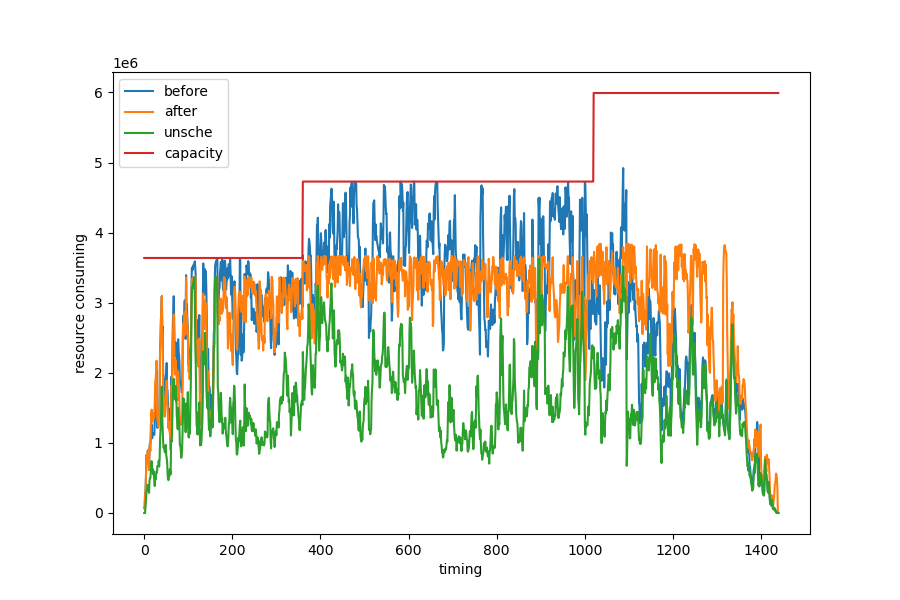 1e6
before
after
unsche
capacity
6
5
4
3
2
1
0
resource consuming
0 200 400 600 800 1000 1200 1400
timing